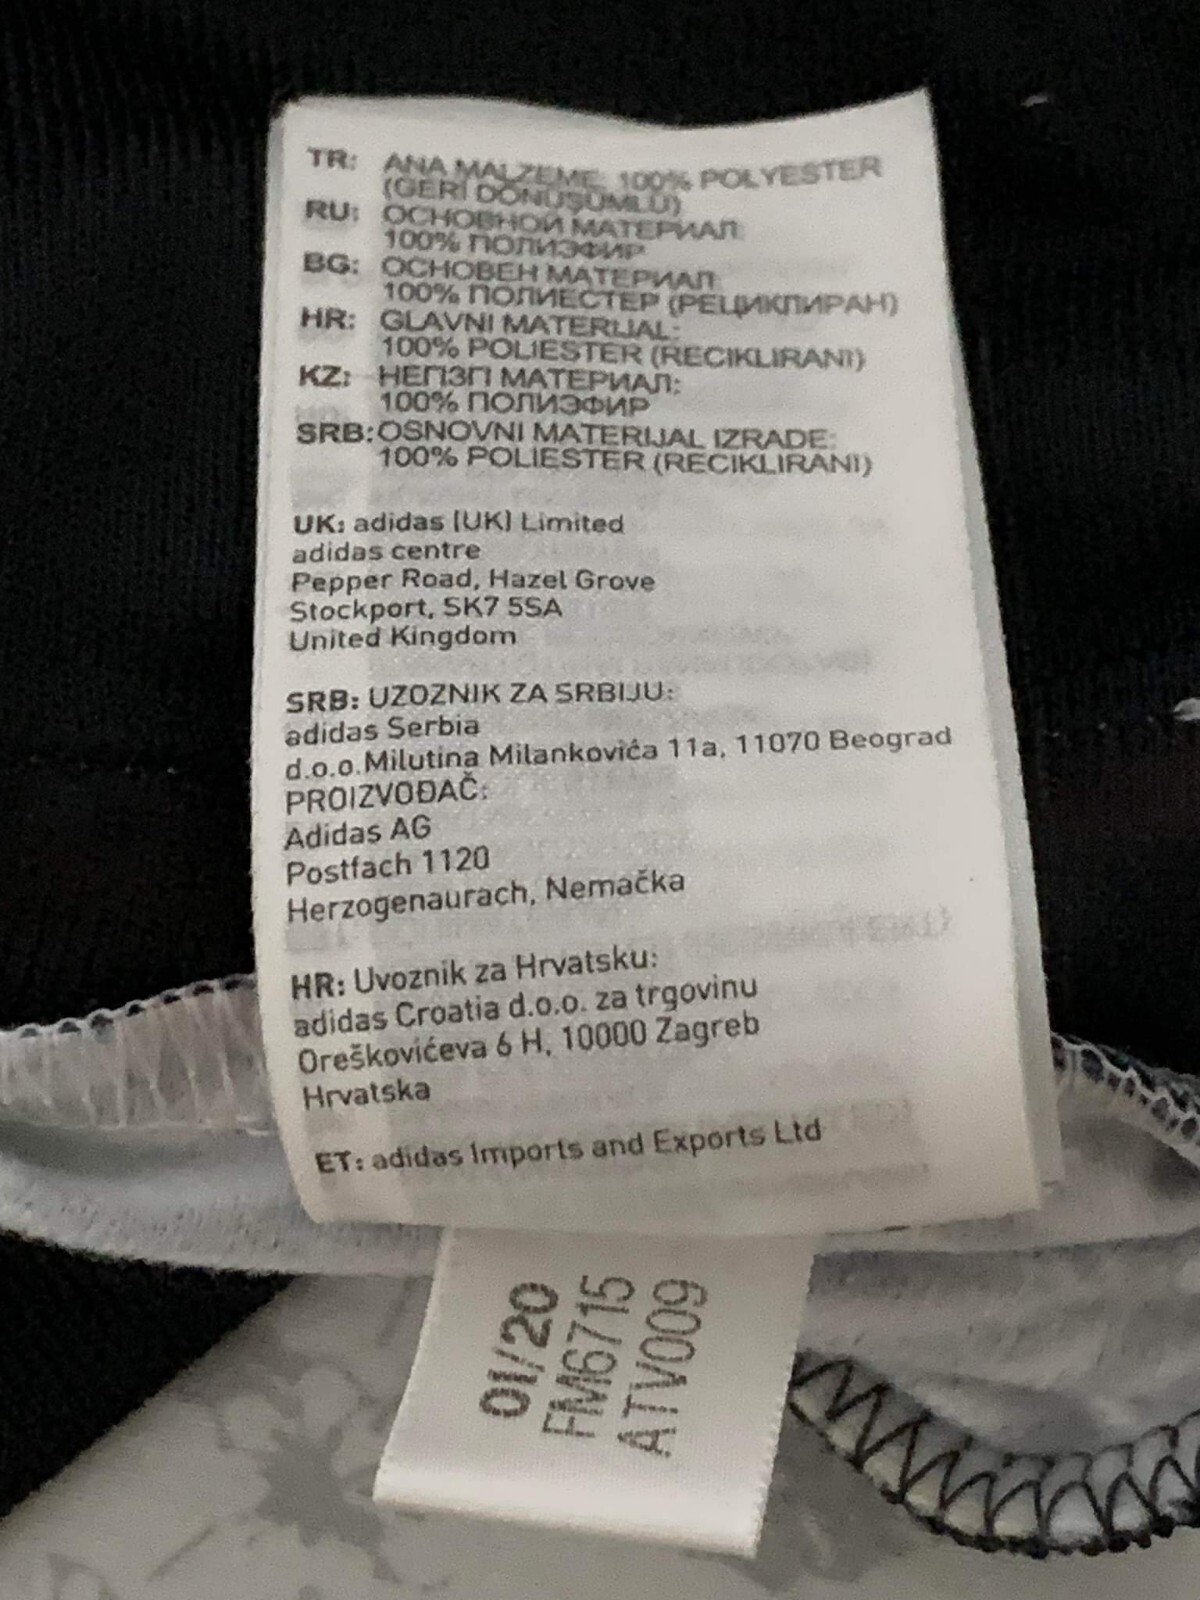 TR: ANA MALZEME: 100% POLYESTER
(GERİ DÖNÜŞÜMLÜ)
RU: ОСНОВНОЙ МАТЕРИАЛ:
100% ПОЛИЭФИР
BG: ОСНОВЕН МАТЕРИАЛ:
100% ПОЛИЕСТЕР (РЕЦИКЛИРАН)
HR: GLAVNI MATERIJAL:
100% POLIESTER (RECIKLIRANI)
KZ: НЕГІЗГІ МАТЕРИАЛ:
100% ПОЛИЭФИР
SRB: OSNOVNI MATERIJAL IZRADE:
100% POLIESTER (RECIKLIRANI)
UK: adidas (UK) Limited
adidas centre
Pepper Road, Hazel Grove
Stockport, SK7 5SA
United Kingdom
SRB: UZOZNIK ZA SRBIJU:
adidas Serbia
d.o.o.Milutina Milankovića 11a, 11070 Beograd
PROIZVOĐAČ:
Adidas AG
Postfach 1120
Herzogenaurach, Nemačka
HR: Uvoznik za Hrvatsku:
adidas Croatia d.o.o. za trgovinu
Oreškovićeva 6 H, 10000 Zagreb
Hrvatska
ET: adidas Imports and Exports Ltd
01/20
FM6715
ATV009